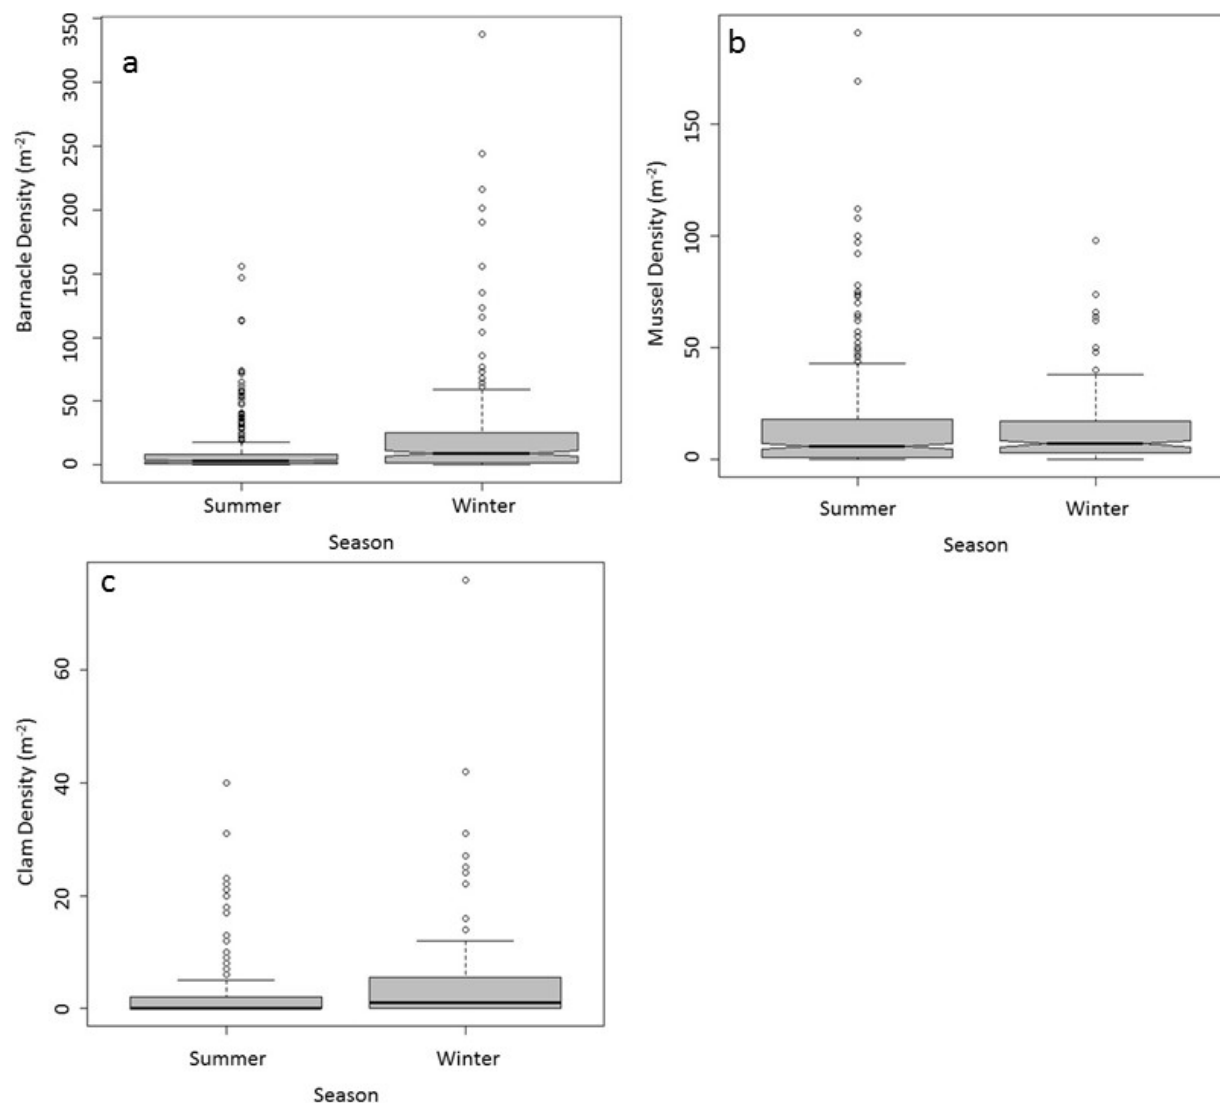 a
Barnacle Density (m-2)
350
300
250
200
150
100
50
0
Summer
Winter
Season
b
Mussel Density (m-2)
150
100
50
0
Summer
Winter
Season
c
Clam Density (m-2)
60
40
20
0
Summer
Winter
Season